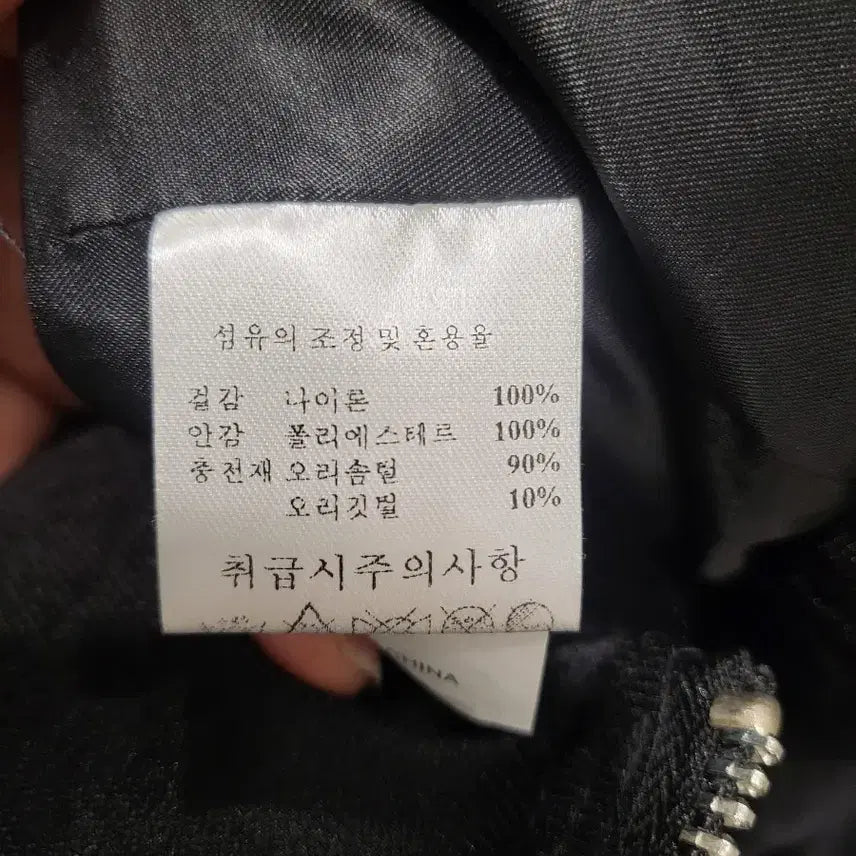 섬유의 조정 및 혼용율
겉감 나이론 100%
안감 폴리에스테르 100%
충전재 오리솜털 90%
오리깃털 10%
취급시주의사항
CHINA